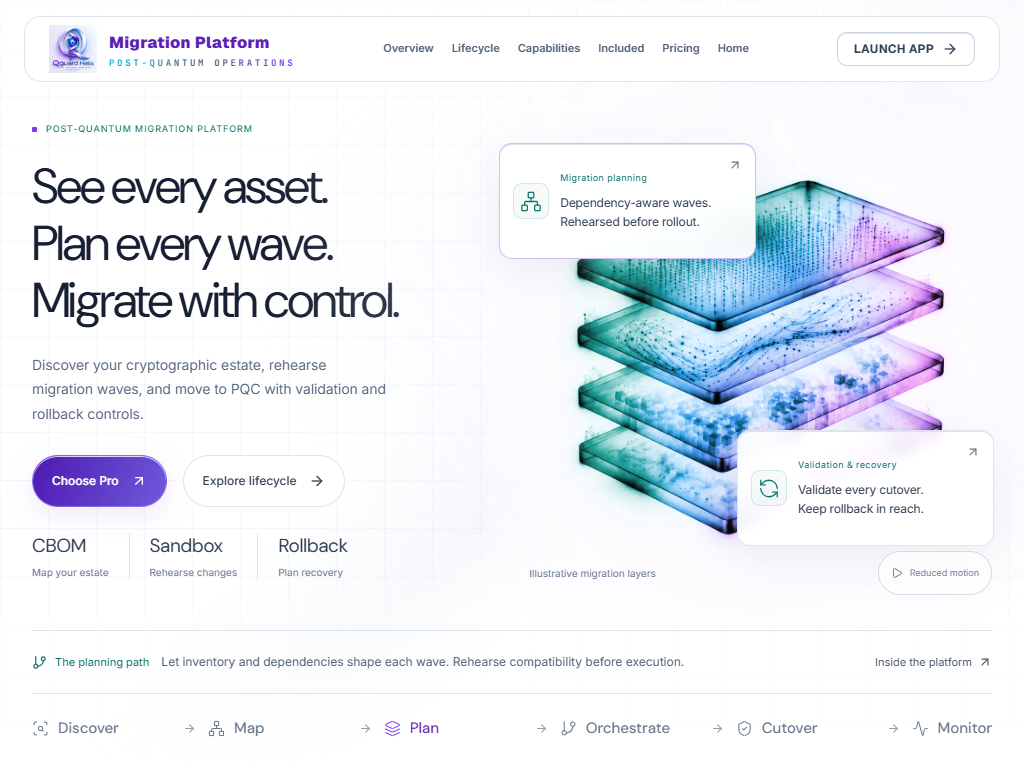 Qguard Helix
Migration Platform
POST-QUANTUM OPERATIONS
Overview
Lifecycle
Capabilities
Included
Pricing
Home
LAUNCH APP
POST-QUANTUM MIGRATION PLATFORM
See every asset.
Plan every wave.
Migrate with control.
Discover your cryptographic estate, rehearse
migration waves, and move to PQC with validation and
rollback controls.
Choose Pro
Explore lifecycle
CBOM
Map your estate
Sandbox
Rehearse changes
Rollback
Plan recovery
Migration planning
Dependency-aware waves.
Rehearsed before rollout.
Validation & recovery
Validate every cutover.
Keep rollback in reach.
Illustrative migration layers
Reduced motion
The planning path
Let inventory and dependencies shape each wave. Rehearse compatibility before execution.
Inside the platform
Discover
Map
Plan
Orchestrate
Cutover
Monitor